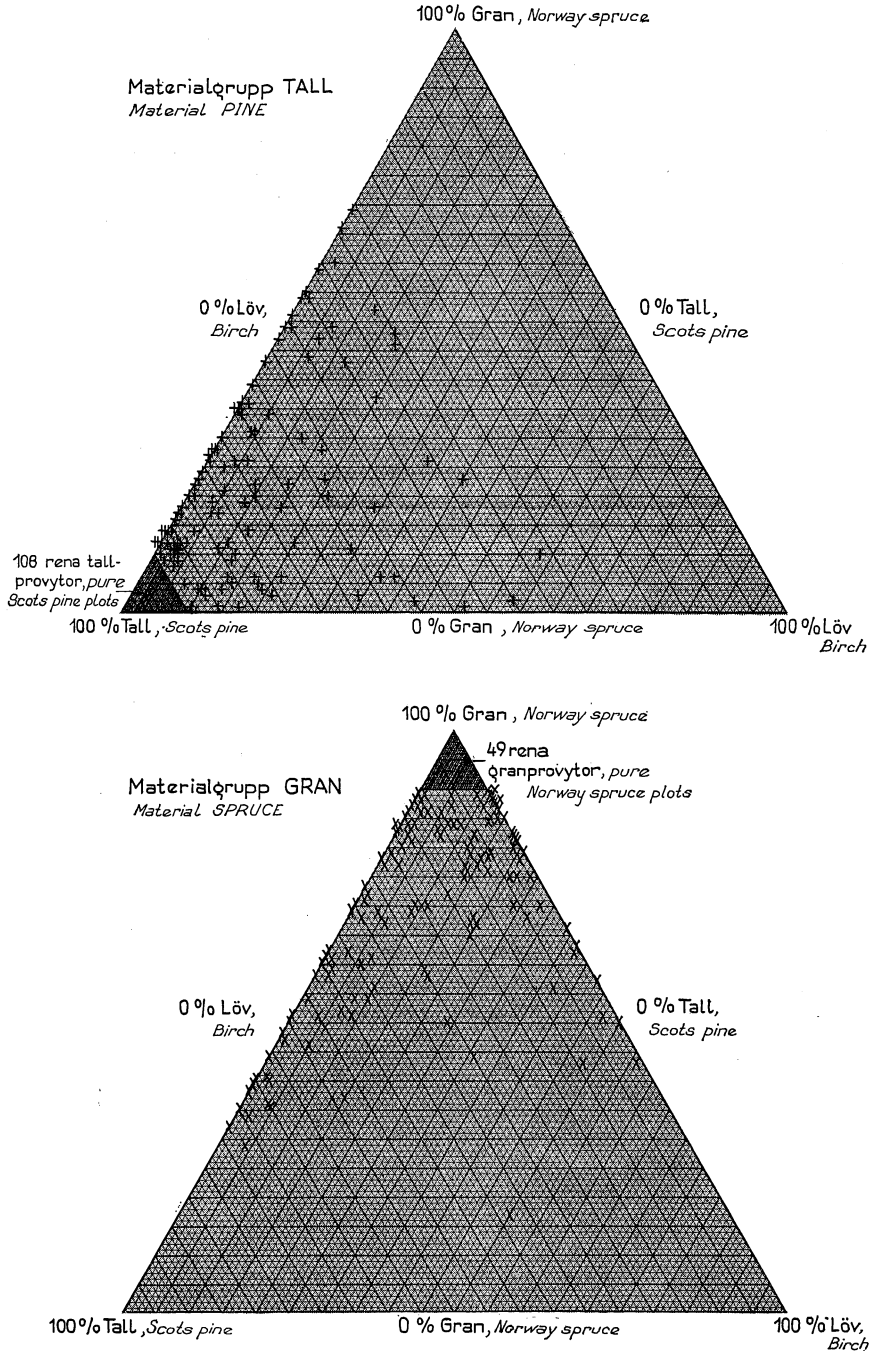 100% Gran, Norway spruce
Materialgrupp TALL
Material PINE
0 % Löv,
Birch
0 % Tall,
Scots pine
108 rena tall-
provytor, pure
Scots pine plots
100 % Tall, Scots pine
0 % Gran, Norway spruce
100 % Löv
Birch
100 % Gran, Norway spruce
49 rena
granprovytor, pure
Norway spruce plots
Materialgrupp GRAN
Material SPRUCE
0 % Löv,
Birch
0 % Tall,
Scots pine
100% Tall, Scots pine
0 % Gran, Norway spruce
100 % Löv,
Birch